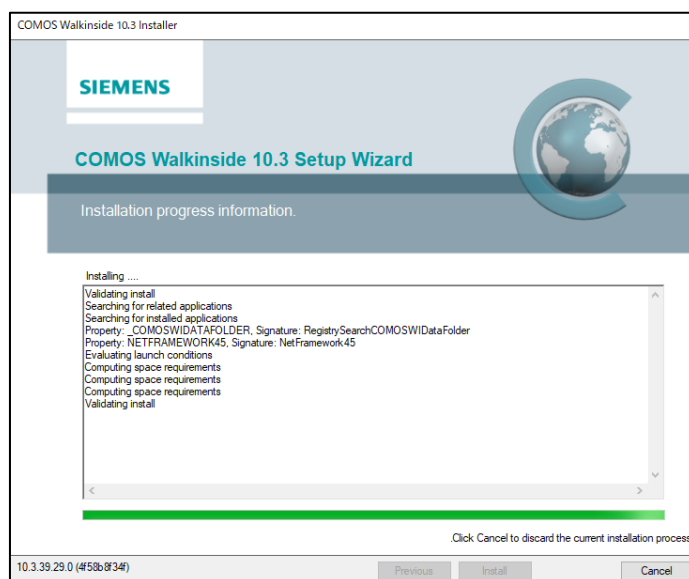 COMOS Walkinside 10.3 Installer
SIEMENS
COMOS Walkinside 10.3 Setup Wizard
Installation progress information.
Installing ....
Validating install
Searching for related applications
Searching for installed applications
Property: _COMOSWIDATAFOLDER, Signature: RegistrySearchCOMOSWIDataFolder
Property: NETFRAMEWORK45, Signature: NetFramework45
Evaluating launch conditions
Computing space requirements
Computing space requirements
Computing space requirements
Validating install
.Click Cancel to discard the current installation process
10.3.39.29.0 (4f58b8f34f)
Previous
Install
Cancel